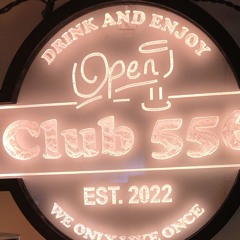 DRINK AND ENJOY
Open
Club 556
EST. 2022
WE ONLY LIVE ONCE